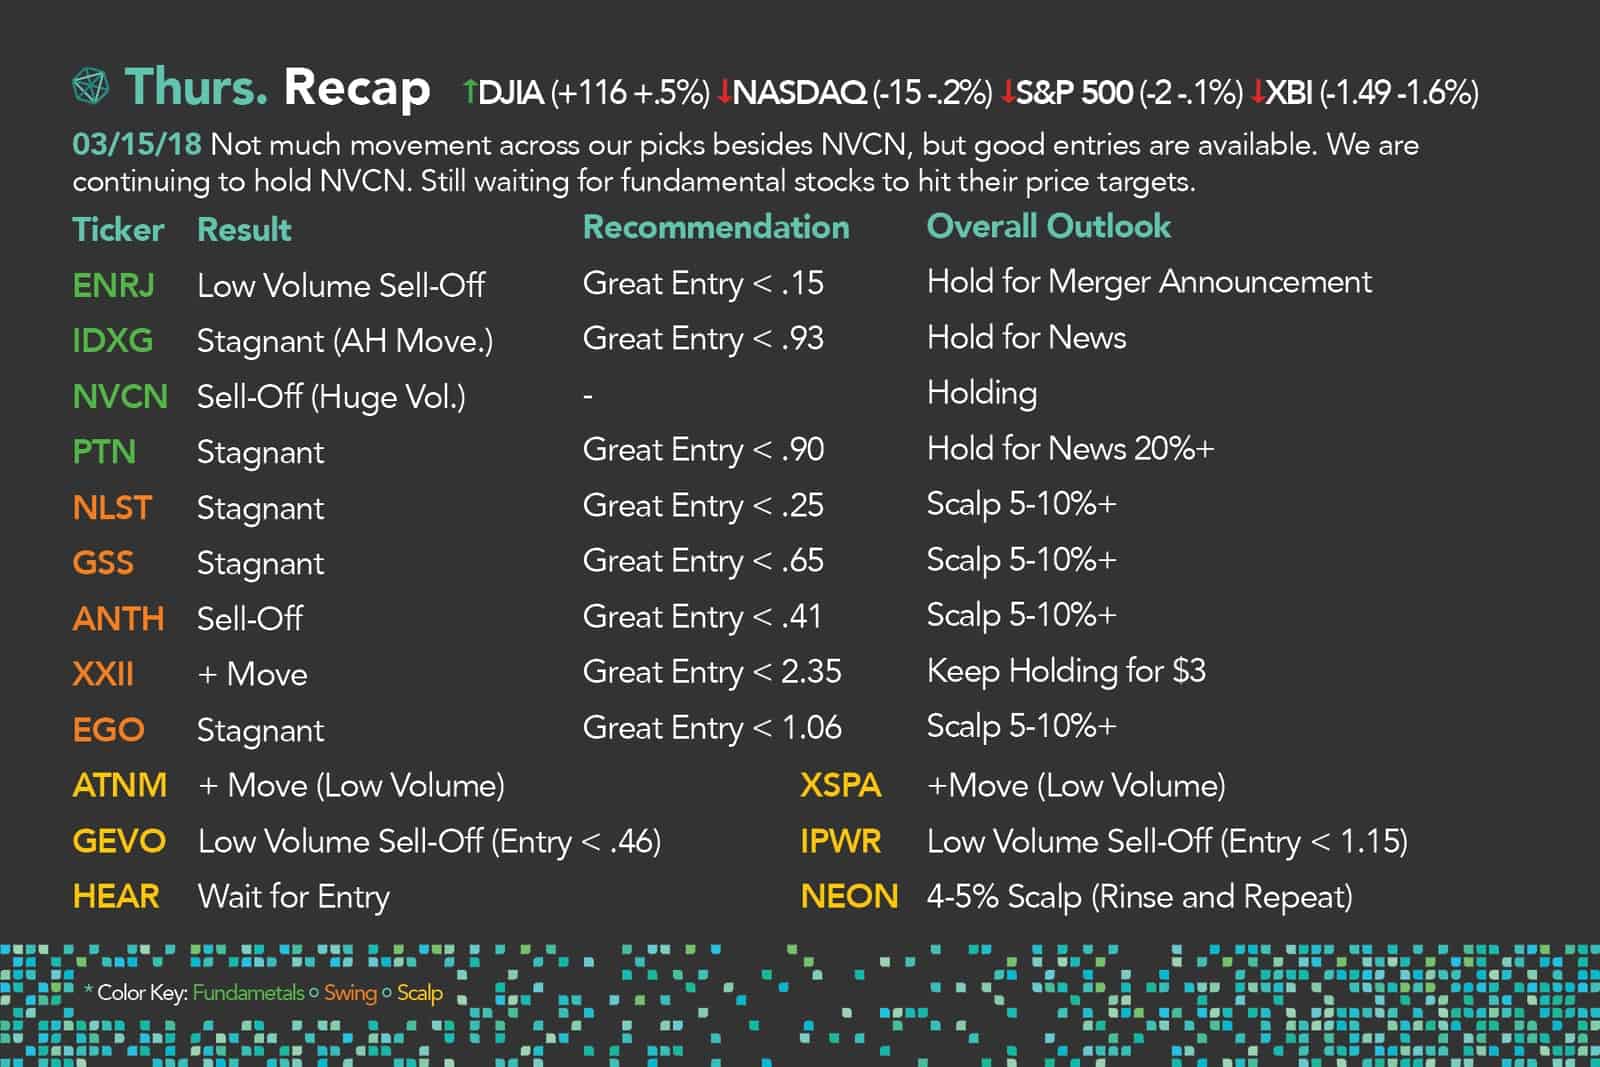 Thurs. Recap ↑DJIA (+116 +.5%) ↓NASDAQ (-15 -.2%) ↓S&P 500 (-2 -.1%) ↓XBI (-1.49 -1.6%)
03/15/18 Not much movement across our picks besides NVCN, but good entries are available. We are
continuing to hold NVCN. Still waiting for fundamental stocks to hit their price targets.
Ticker Result Recommendation Overall Outlook
ENRJ Low Volume Sell-Off Great Entry < .15 Hold for Merger Announcement
IDXG Stagnant (AH Move.) Great Entry < .93 Hold for News
NVCN Sell-Off (Huge Vol.) - Holding
PTN Stagnant Great Entry < .90 Hold for News 20%+
NLST Stagnant Great Entry < .25 Scalp 5-10%+
GSS Stagnant Great Entry < .65 Scalp 5-10%+
ANTH Sell-Off Great Entry < .41 Scalp 5-10%+
XXII + Move Great Entry < 2.35 Keep Holding for $3
EGO Stagnant Great Entry < 1.06 Scalp 5-10%+
ATNM + Move (Low Volume) XSPA +Move (Low Volume)
GEVO Low Volume Sell-Off (Entry < .46) IPWR Low Volume Sell-Off (Entry < 1.15)
HEAR Wait for Entry NEON 4-5% Scalp (Rinse and Repeat)
* Color Key: Fundametals ○ Swing ○ Scalp